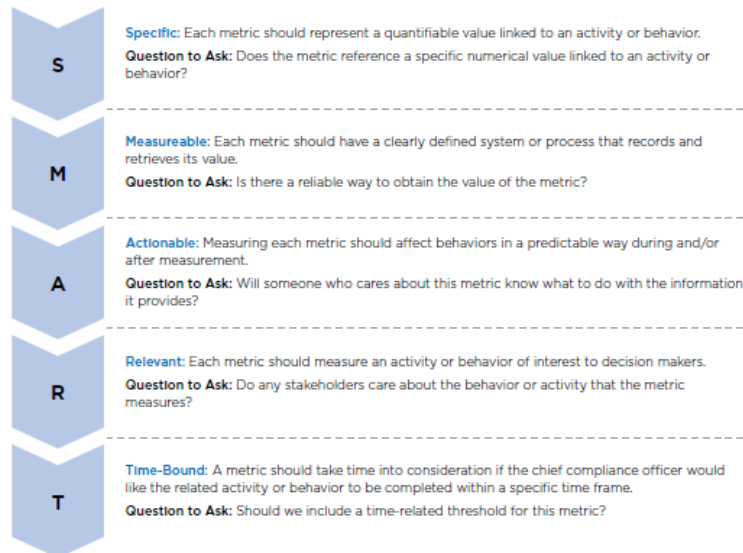 S
Specific: Each metric should represent a quantifiable value linked to an activity or behavior.
Question to Ask: Does the metric reference a specific numerical value linked to an activity or
behavior?
M
Measureable: Each metric should have a clearly defined system or process that records and
retrieves its value.
Question to Ask: Is there a reliable way to obtain the value of the metric?
A
Actionable: Measuring each metric should affect behaviors in a predictable way during and/or
after measurement.
Question to Ask: Will someone who cares about this metric know what to do with the information
it provides?
R
Relevant: Each metric should measure an activity or behavior of interest to decision makers.
Question to Ask: Do any stakeholders care about the behavior or activity that the metric
measures?
T
Time-Bound: A metric should take time into consideration if the chief compliance officer would
like the related activity or behavior to be completed within a specific time frame.
Question to Ask: Should we include a time-related threshold for this metric?